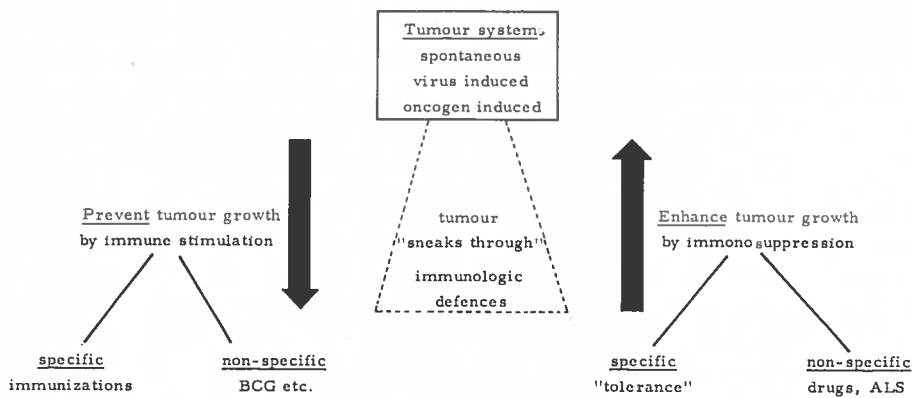 Tumour system.
spontaneous
virus induced
oncogen induced
Prevent tumour growth
by immune stimulation
specific
immunizations
non-specific
BCG etc.
tumour
"sneaks through"
immunologic
defences
Enhance tumour growth
by immonosuppression
specific
"tolerance"
non-specific
drugs, ALS